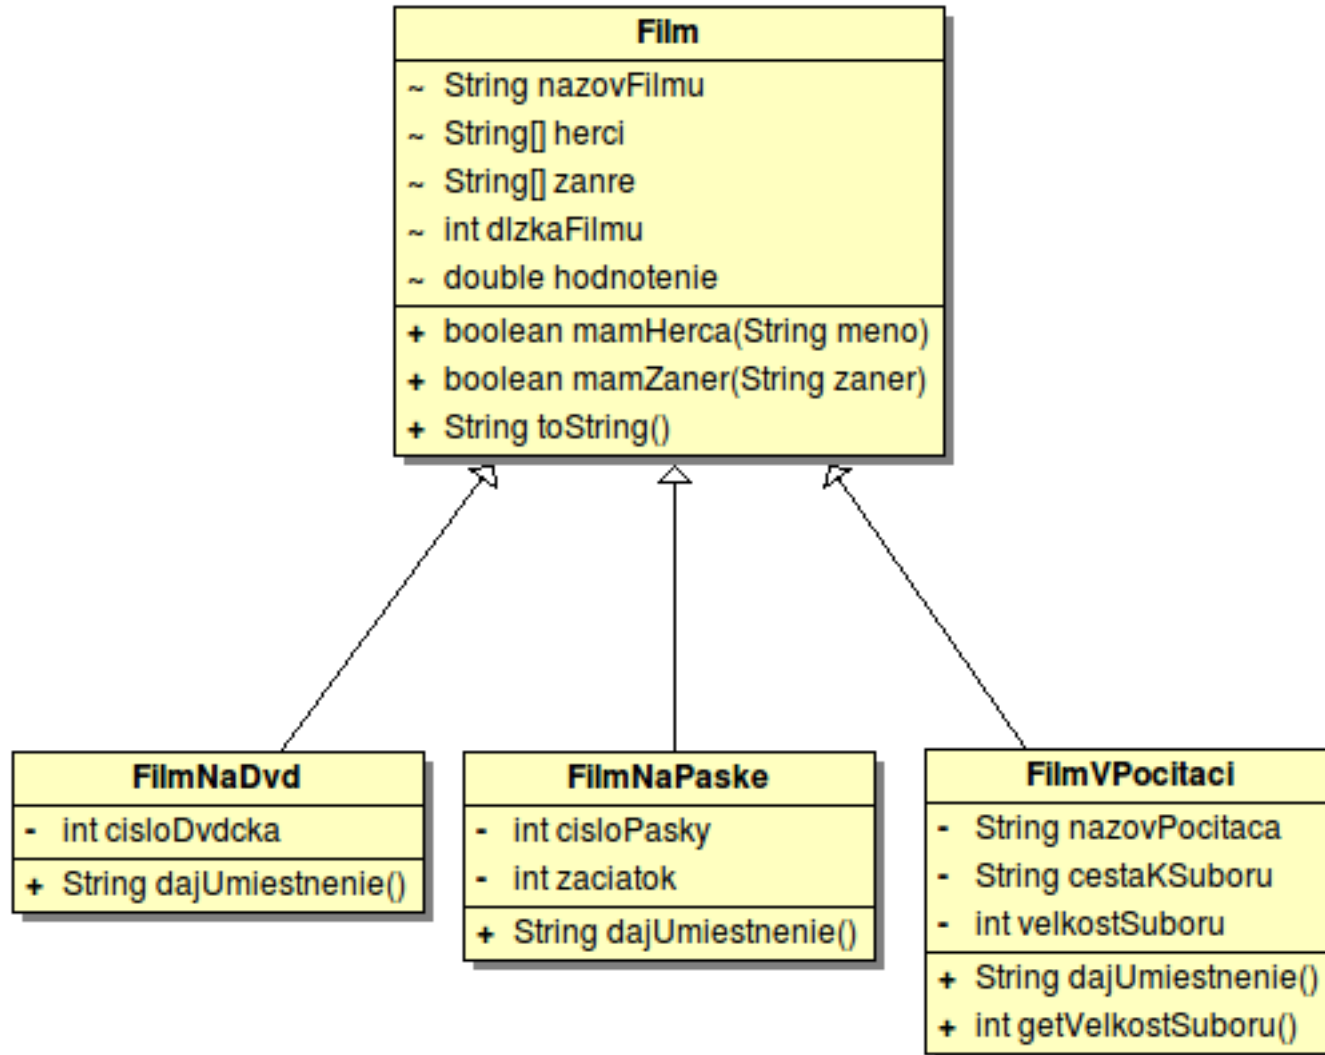 Film
~ String nazovFilmu
~ String[] herci
~ String[] zanre
~ int dlzkaFilmu
~ double hodnotenie
+ boolean mamHerca(String meno)
+ boolean mamZaner(String zaner)
+ String toString()
FilmNaDvd
- int cisloDvdcka
+ String dajUmiestnenie()
FilmNaPaske
- int cisloPasky
- int zaciatok
+ String dajUmiestnenie()
FilmVPocitaci
- String nazovPocitaca
- String cestaKSuboru
- int velkostSuboru
+ String dajUmiestnenie()
+ int getVelkostSuboru()